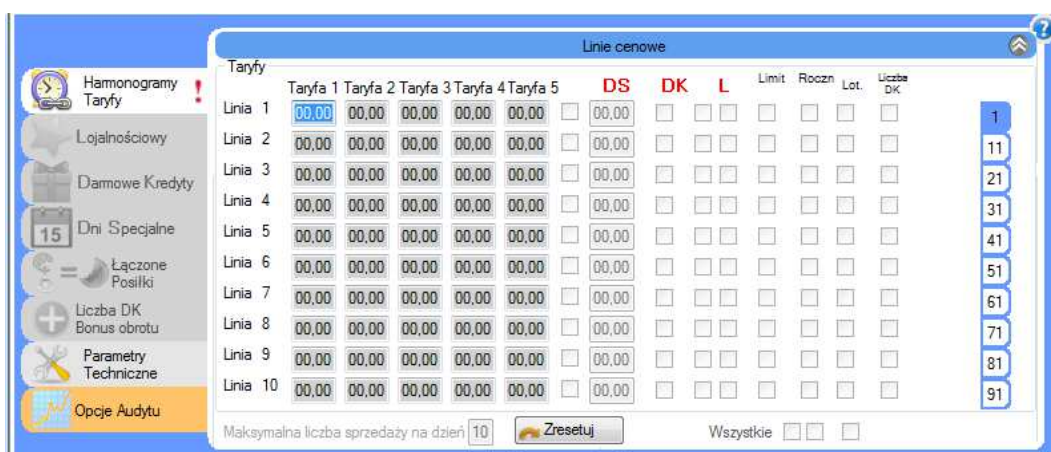 Linie cenowe
?
Harmonogramy
Taryfy
!
Lojalnościowy
Darmowe Kredyty
15 Dni Specjalne
= Łączone
Posiłki
Liczba DK
Bonus obrotu
Parametry
Techniczne
Opcje Audytu
Taryfy
Taryfa 1 Taryfa 2 Taryfa 3 Taryfa 4 Taryfa 5 DS DK L Limit Roczn Lot. Liczba DK
Linia 1 00,00 00,00 00,00 00,00 00,00 00,00
Linia 2 00,00 00,00 00,00 00,00 00,00 00,00
Linia 3 00,00 00,00 00,00 00,00 00,00 00,00
Linia 4 00,00 00,00 00,00 00,00 00,00 00,00
Linia 5 00,00 00,00 00,00 00,00 00,00 00,00
Linia 6 00,00 00,00 00,00 00,00 00,00 00,00
Linia 7 00,00 00,00 00,00 00,00 00,00 00,00
Linia 8 00,00 00,00 00,00 00,00 00,00 00,00
Linia 9 00,00 00,00 00,00 00,00 00,00 00,00
Linia 10 00,00 00,00 00,00 00,00 00,00 00,00
1
11
21
31
41
51
61
71
81
91
Maksymalna liczba sprzedaży na dzień 10 Zresetuj Wszystkie